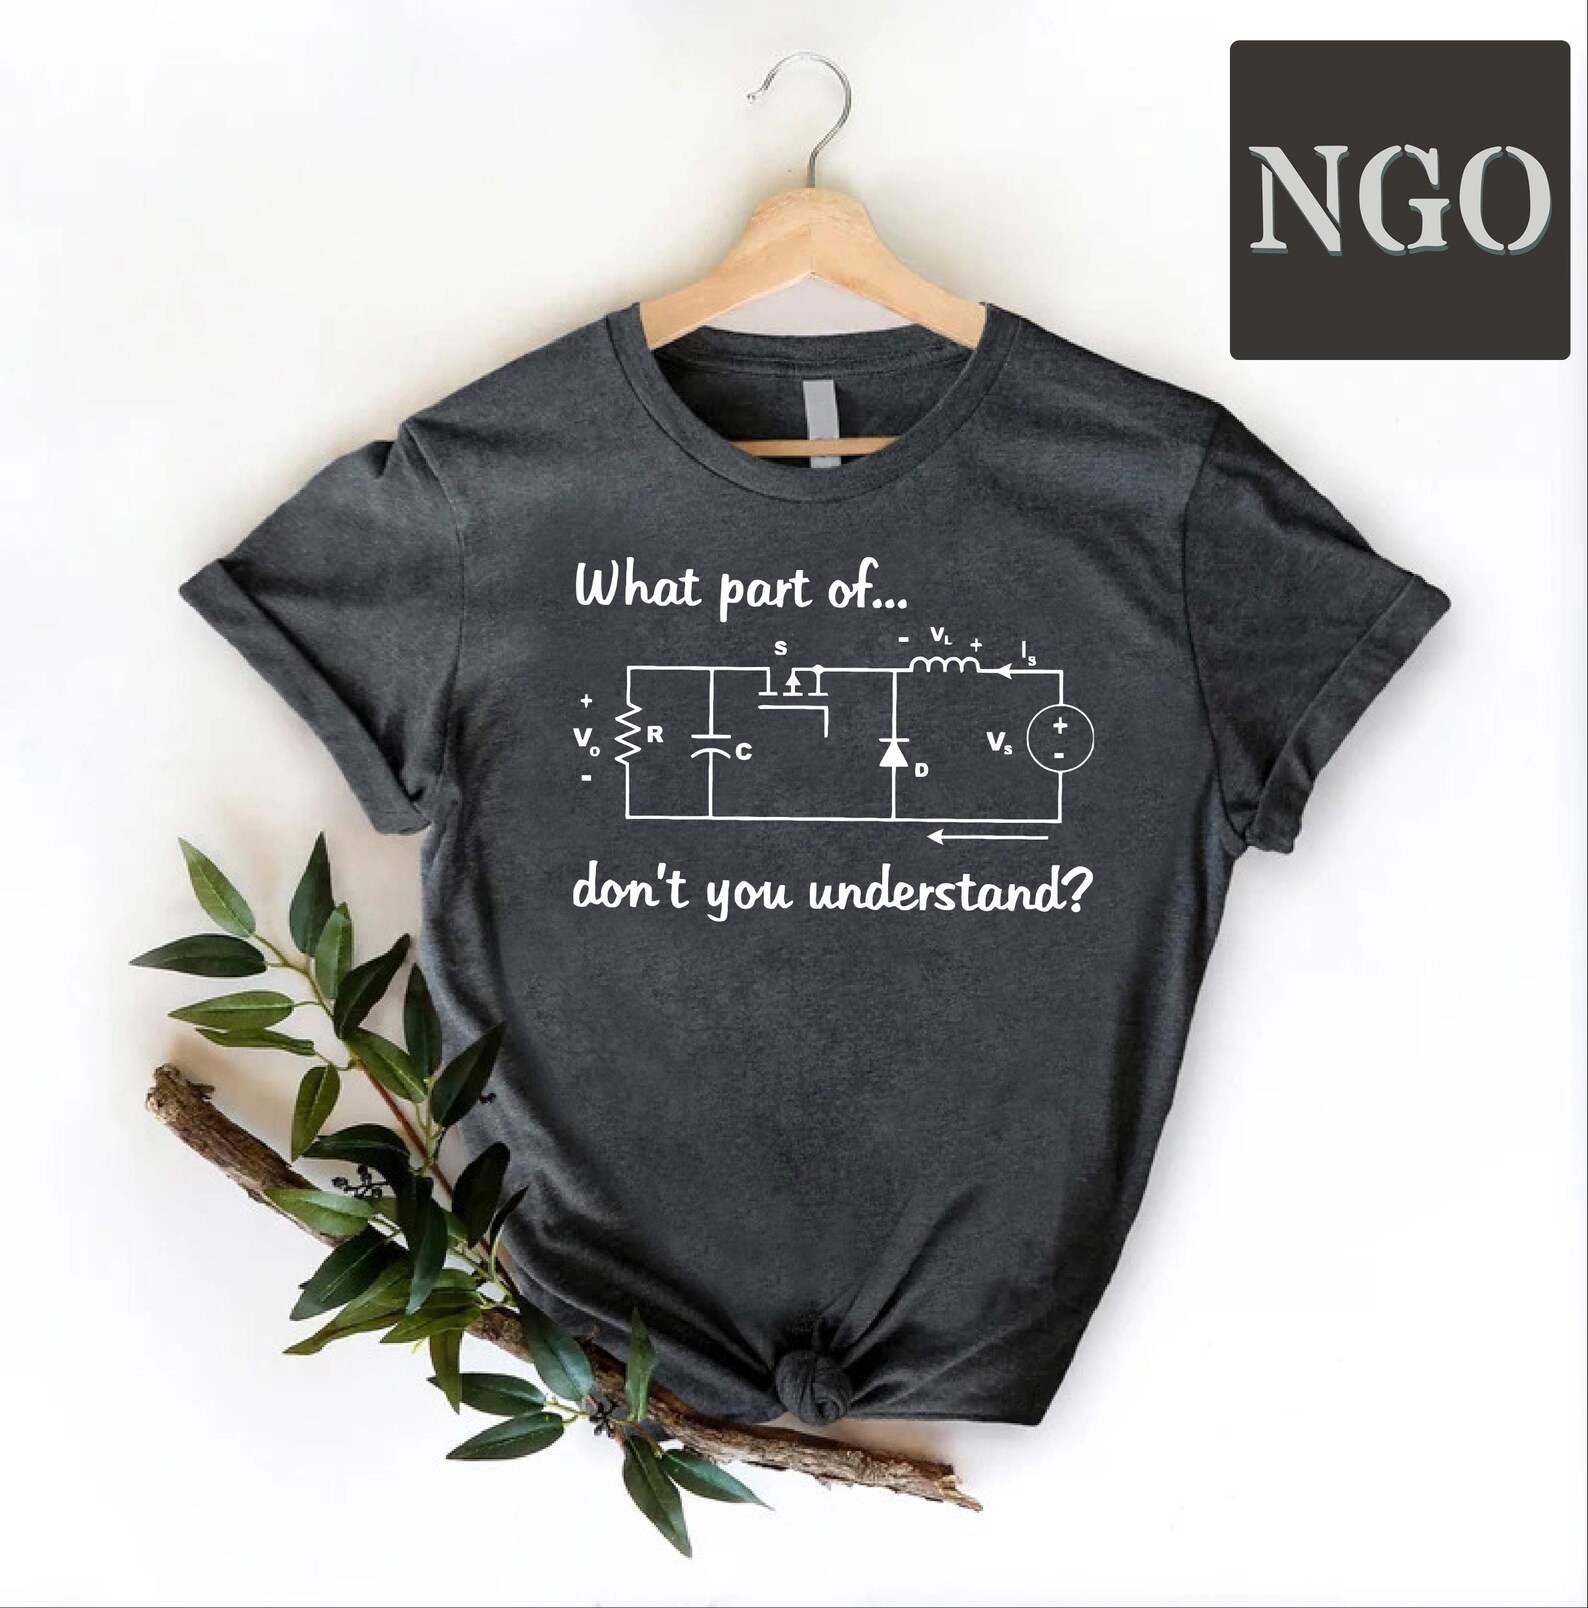 NGO
What part of...
S
- VL +
Is
+
Vo
-
R
C
D
Vs
+
-
don't you understand?